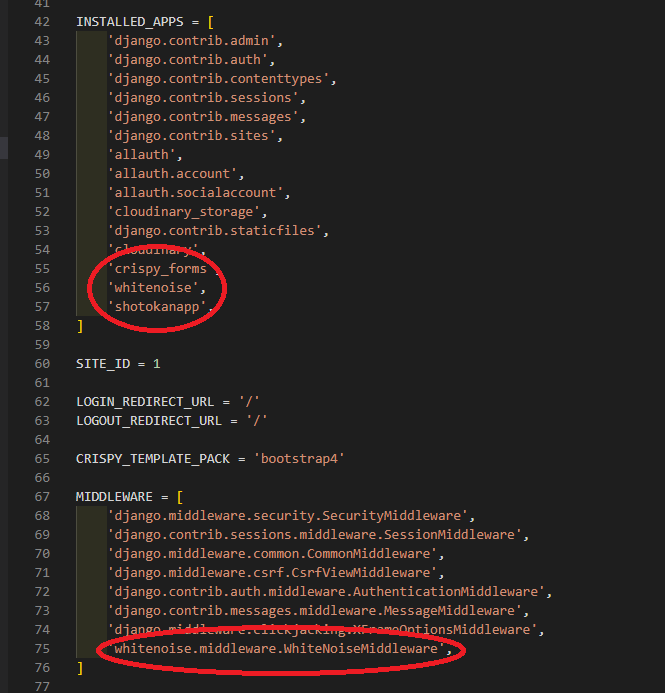 41
42 INSTALLED_APPS = [
43     'django.contrib.admin',
44     'django.contrib.auth',
45     'django.contrib.contenttypes',
46     'django.contrib.sessions',
47     'django.contrib.messages',
48     'django.contrib.sites',
49     'allauth',
50     'allauth.account',
51     'allauth.socialaccount',
52     'cloudinary_storage',
53     'django.contrib.staticfiles',
54     'cloudinary',
55     'crispy_forms
56     'whitenoise',
57     'shotokanapp',
58 ]
59
60 SITE_ID = 1
61
62 LOGIN_REDIRECT_URL = '/'
63 LOGOUT_REDIRECT_URL = '/'
64
65 CRISPY_TEMPLATE_PACK = 'bootstrap4'
66
67 MIDDLEWARE = [
68     'django.middleware.security.SecurityMiddleware',
69     'django.contrib.sessions.middleware.SessionMiddleware',
70     'django.middleware.common.CommonMiddleware',
71     'django.middleware.csrf.CsrfViewMiddleware',
72     'django.contrib.auth.middleware.AuthenticationMiddleware',
73     'django.contrib.messages.middleware.MessageMiddleware',
74     'django.middleware.clickjacking.XFrameOptionsMiddleware',
75     'whitenoise.middleware.WhiteNoiseMiddleware',
76 ]
77